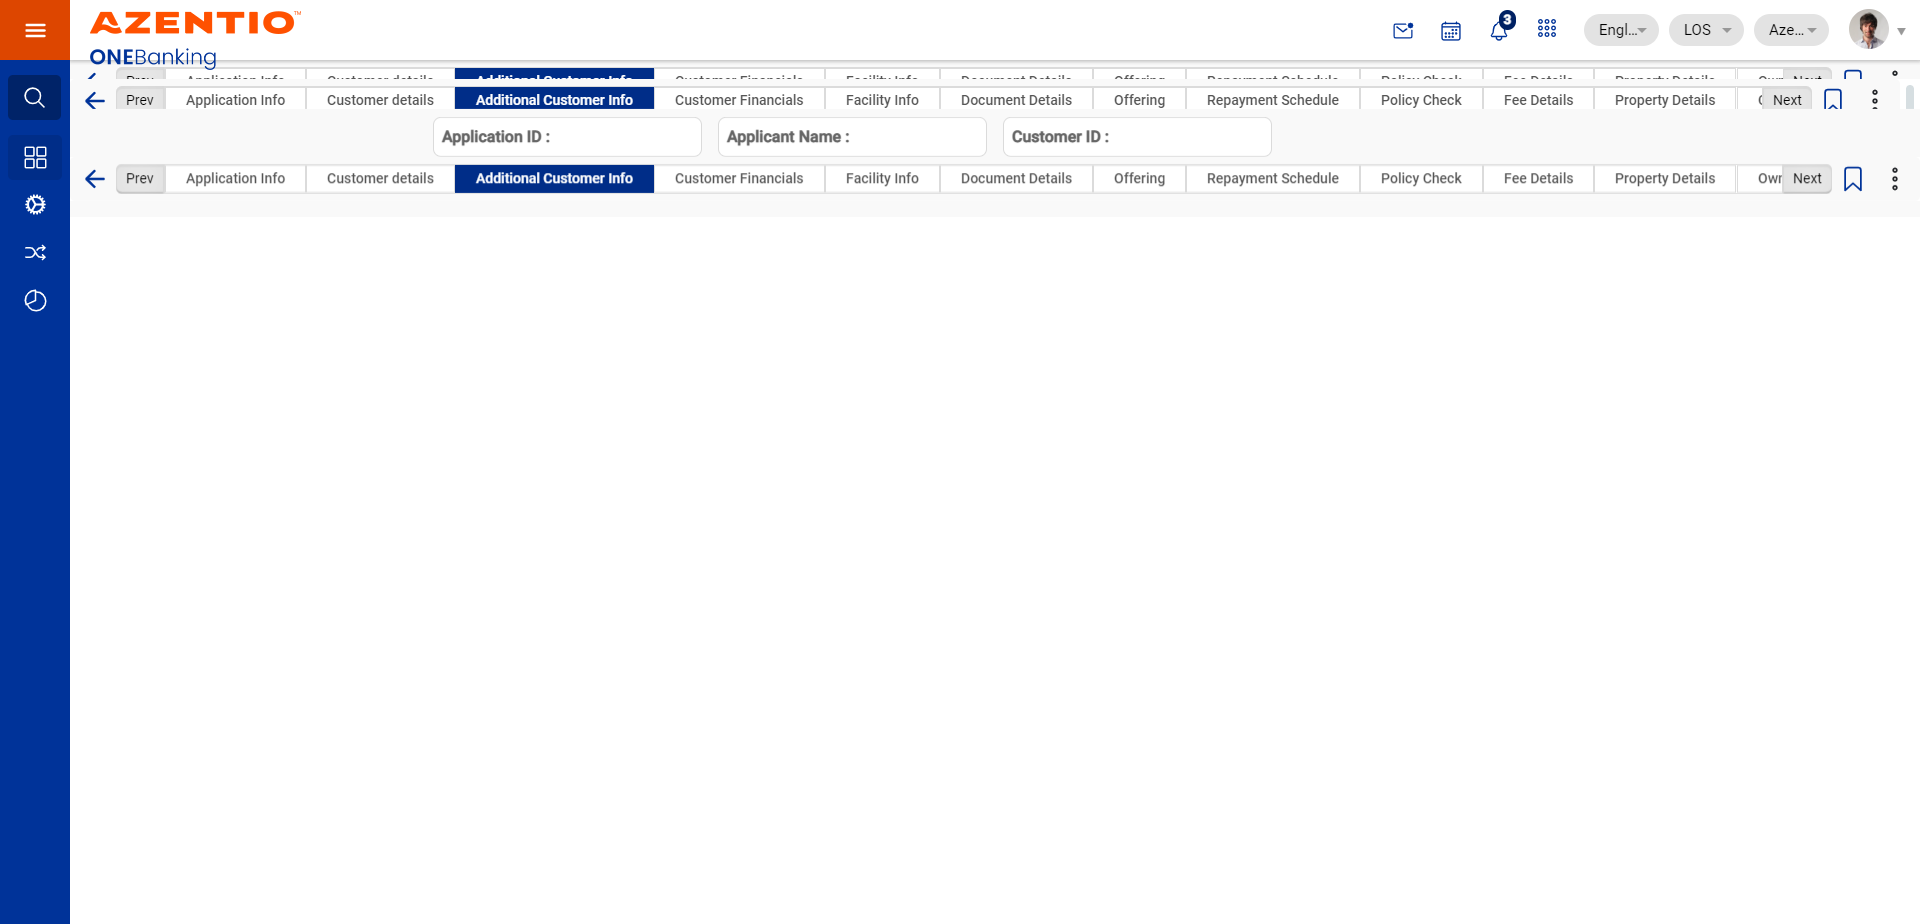 AZENTIO™
ONEBanking
3
Engl...
LOS
Aze...
Prev Application Info Customer details Additional Customer Info Customer Financials Facility Info Document Details Offering Repayment Schedule Policy Check Fee Details Property Details Own Next
Prev Application Info Customer details Additional Customer Info Customer Financials Facility Info Document Details Offering Repayment Schedule Policy Check Fee Details Property Details Next
Application ID :
Applicant Name :
Customer ID :
Prev Application Info Customer details Additional Customer Info Customer Financials Facility Info Document Details Offering Repayment Schedule Policy Check Fee Details Property Details Own Next